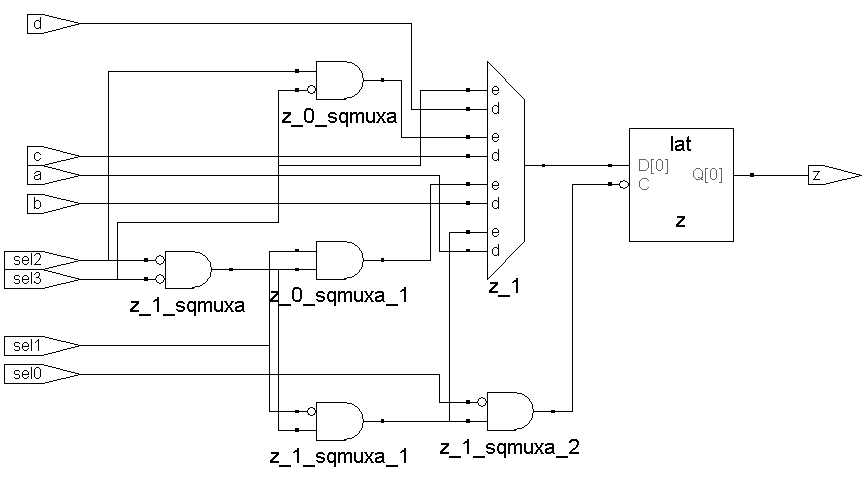 d
z_0_sqmuxa
e
d
e
c
d
a
b
e
d
e
d
z_1
lat
D[0]
C
Q[0]
z
z
sel2
sel3
z_1_sqmuxa
z_0_sqmuxa_1
sel1
sel0
z_1_sqmuxa_1
z_1_sqmuxa_2